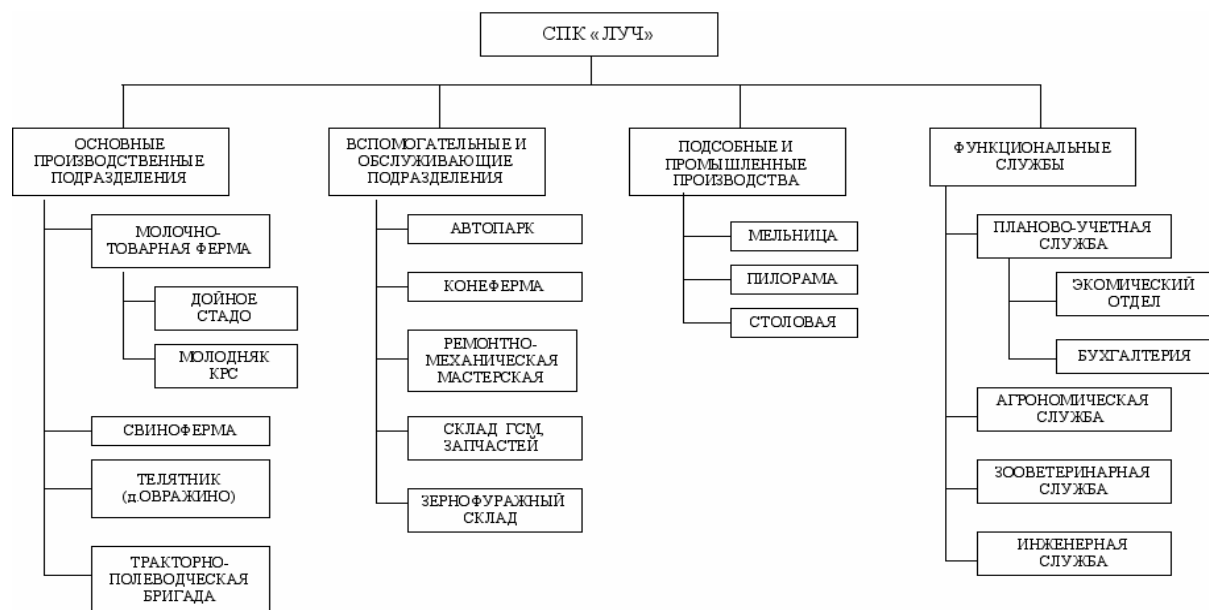 СПК «ЛУЧ»
ОСНОВНЫЕ
ПРОИЗВОДСТВЕННЫЕ
ПОДРАЗДЕЛЕНИЯ
МОЛОЧНО-
ТОВАРНАЯ ФЕРМА
ДОЙНОЕ
СТАДО
МОЛОДНЯК
КРС
СВИНОФЕРМА
ТЕЛЯТНИК
(д.ОВРАЖИНО)
ТРАКТОРНО-
ПОЛЕВОДЧЕСКАЯ
БРИГАДА
ВСПОМОГАТЕЛЬНЫЕ И
ОБСЛУЖИВАЮЩИЕ
ПОДРАЗДЕЛЕНИЯ
АВТОПАРК
КОНЕФЕРМА
РЕМОНТНО-
МЕХАНИЧЕСКАЯ
МАСТЕРСКАЯ
СКЛАД ГСМ,
ЗАПЧАСТЕЙ
ЗЕРНОФУРАЖНЫЙ
СКЛАД
ПОДСОБНЫЕ И
ПРОМЫШЛЕННЫЕ
ПРОИЗВОДСТВА
МЕЛЬНИЦА
ПИЛОРАМА
СТОЛОВАЯ
ФУНКЦИОНАЛЬНЫЕ
СЛУЖБЫ
ПЛАНОВО-УЧЕТНАЯ
СЛУЖБА
ЭКОМИЧЕСКИЙ
ОТДЕЛ
БУХГАЛТЕРИЯ
АГРОНОМИЧЕСКАЯ
СЛУЖБА
ЗООВЕТЕРИНАРНАЯ
СЛУЖБА
ИНЖЕНЕРНАЯ
СЛУЖБА